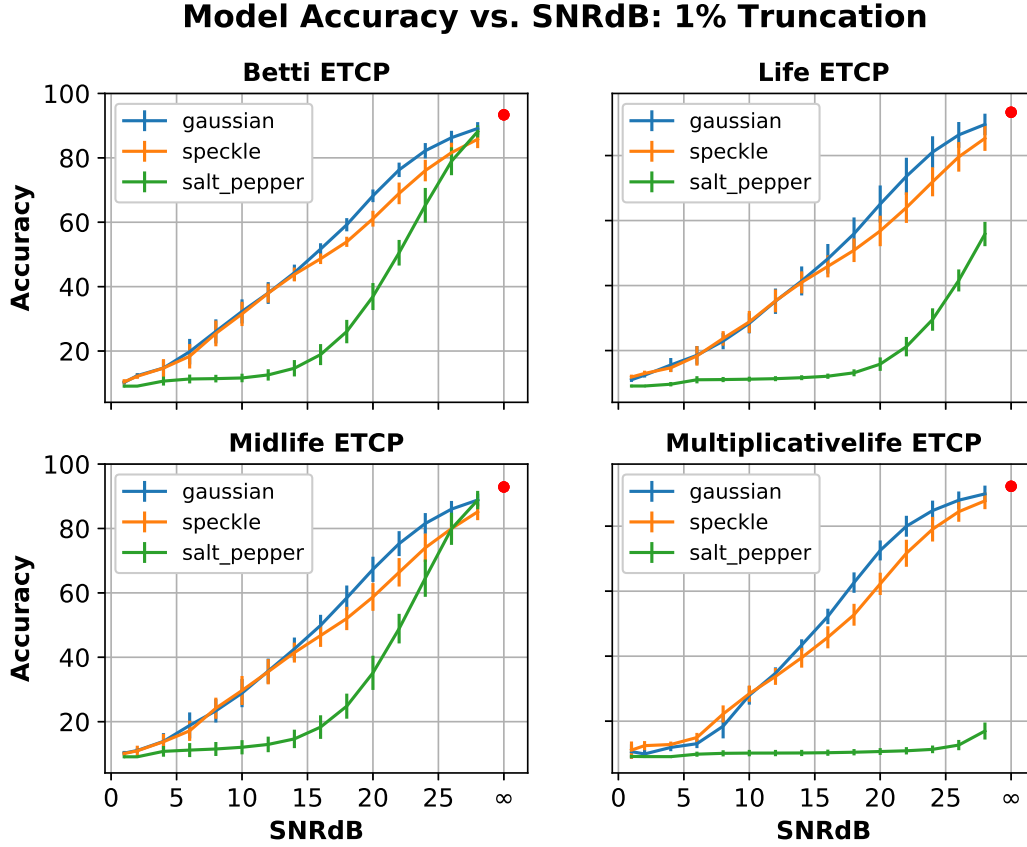 Model Accuracy vs. SNRdB: 1% Truncation
Betti ETCP
Life ETCP
100
80
60
40
20
Accuracy
gaussian
speckle
salt_pepper
gaussian
speckle
salt_pepper
Midlife ETCP
Multiplicativelife ETCP
100
80
60
40
20
Accuracy
gaussian
speckle
salt_pepper
gaussian
speckle
salt_pepper
0 5 10 15 20 25 ∞
0 5 10 15 20 25 ∞
SNRdB
SNRdB